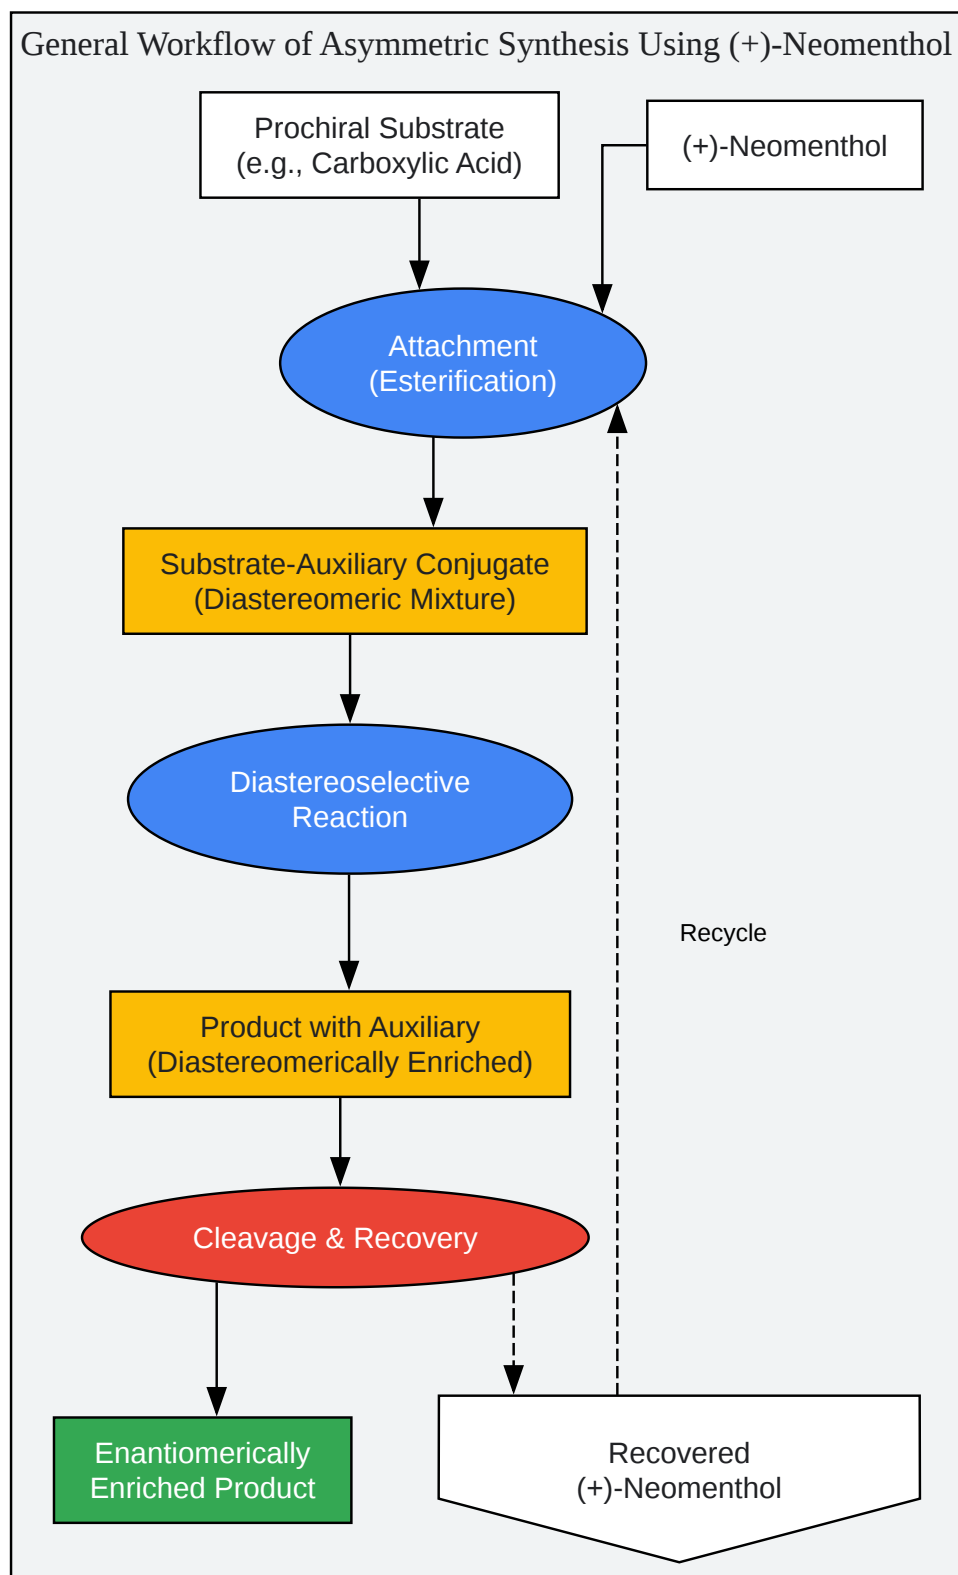 General Workflow of Asymmetric Synthesis Using (+)-Neomenthol
Prochiral Substrate
(e.g., Carboxylic Acid)
(+)-Neomenthol
Attachment
(Esterification)
Substrate-Auxiliary Conjugate
(Diastereomeric Mixture)
Diastereoselective
Reaction
Recycle
Product with Auxiliary
(Diastereomerically Enriched)
Cleavage & Recovery
Enantiomerically
Enriched Product
Recovered
(+)-Neomenthol